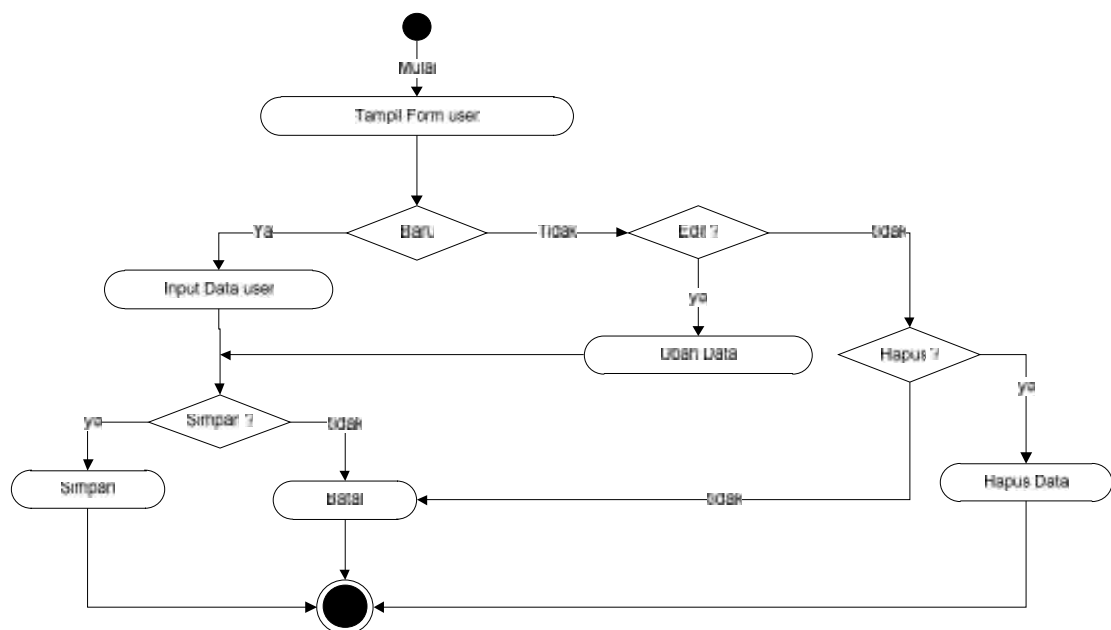 Mulai
Tampil Form user
Ya
Baru
Tidak
Edit ?
tidak
Input Data user
ya
Ubah Data
Hapus ?
ya
ya
Simpan ?
tidak
Simpan
Batal
tidak
Hapus Data